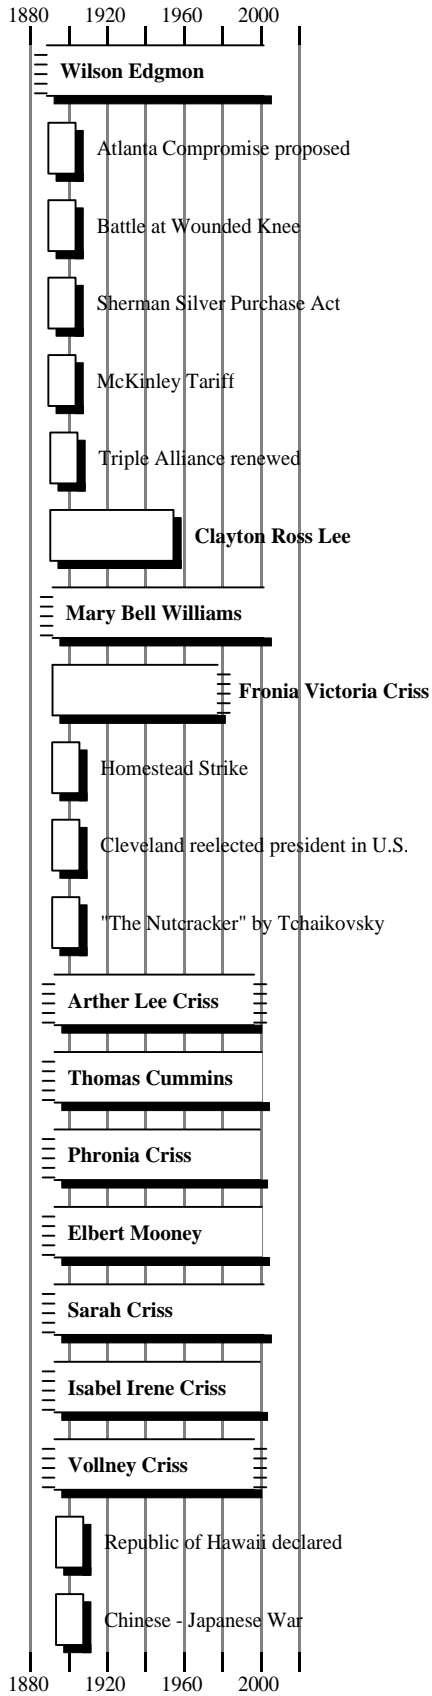 1880 1920 1960 2000
Wilson Edgmon
Atlanta Compromise proposed
Battle at Wounded Knee
Sherman Silver Purchase Act
McKinley Tariff
Triple Alliance renewed
Clayton Ross Lee
Mary Bell Williams
Fronia Victoria Criss
Homestead Strike
Cleveland reelected president in U.S.
"The Nutcracker" by Tchaikovsky
Arther Lee Criss
Thomas Cummins
Phronia Criss
Elbert Mooney
Sarah Criss
Isabel Irene Criss
Vollney Criss
Republic of Hawaii declared
Chinese - Japanese War
1880 1920 1960 2000